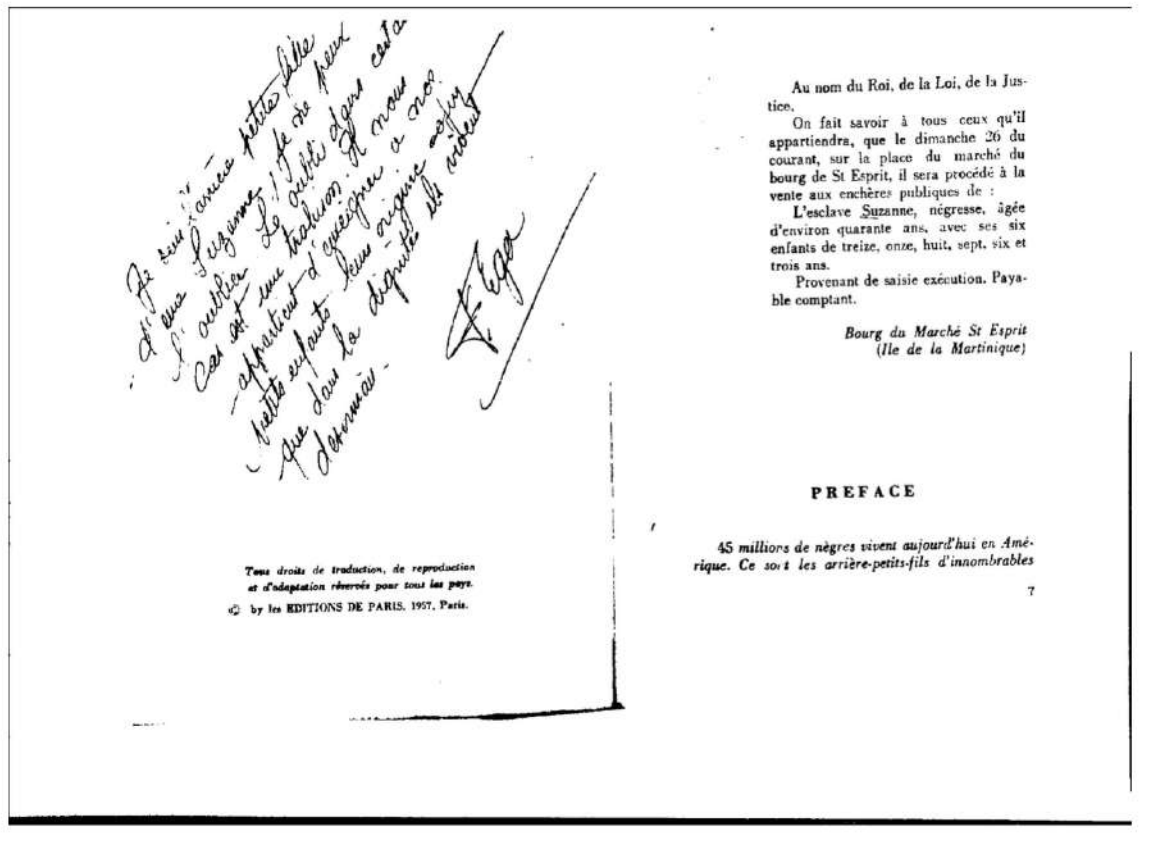 Je suis l'arrière petite fille
d'une Suzanne, je ne peux
l'oublier. Le oubli dans certa
cas est une trahison. Il nous
appartient d'enseigner a nos
petits enfants leurs origine afin
que dans la dignité ils vivent
desormais -
F Ega
Tous droits de traduction, de reproduction
et d'adaptation réservés pour tous les pays.
© by les EDITIONS DE PARIS, 1957, Paris.
Au nom du Roi, de la Loi, de la Jus-
tice,
On fait savoir à tous ceux qu'il
appartiendra, que le dimanche 26 du
courant, sur la place du marché du
bourg de St Esprit, il sera procédé à la
vente aux enchères publiques de :
L'esclave Suzanne, négresse, âgée
d'environ quarante ans, avec ses six
enfants de treize, onze, huit, sept, six et
trois ans.
Provenant de saisie exécution. Paya-
ble comptant.
Bourg du Marché St Esprit
(Ile de la Martinique)
PREFACE
45 millions de nègres vivent aujourd'hui en Amé-
rique. Ce sont les arrière-petits-fils d'innombrables
7